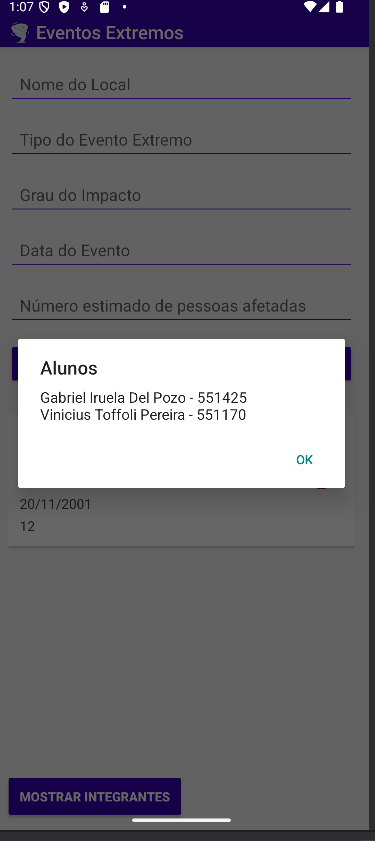 1:07
Eventos Extremos
Nome do Local
Tipo do Evento Extremo
Grau do Impacto
Data do Evento
Número estimado de pessoas afetadas
Alunos
Gabriel Iruela Del Pozo - 551425
Vinicius Toffoli Pereira - 551170
OK
20/11/2001
12
MOSTRAR INTEGRANTES